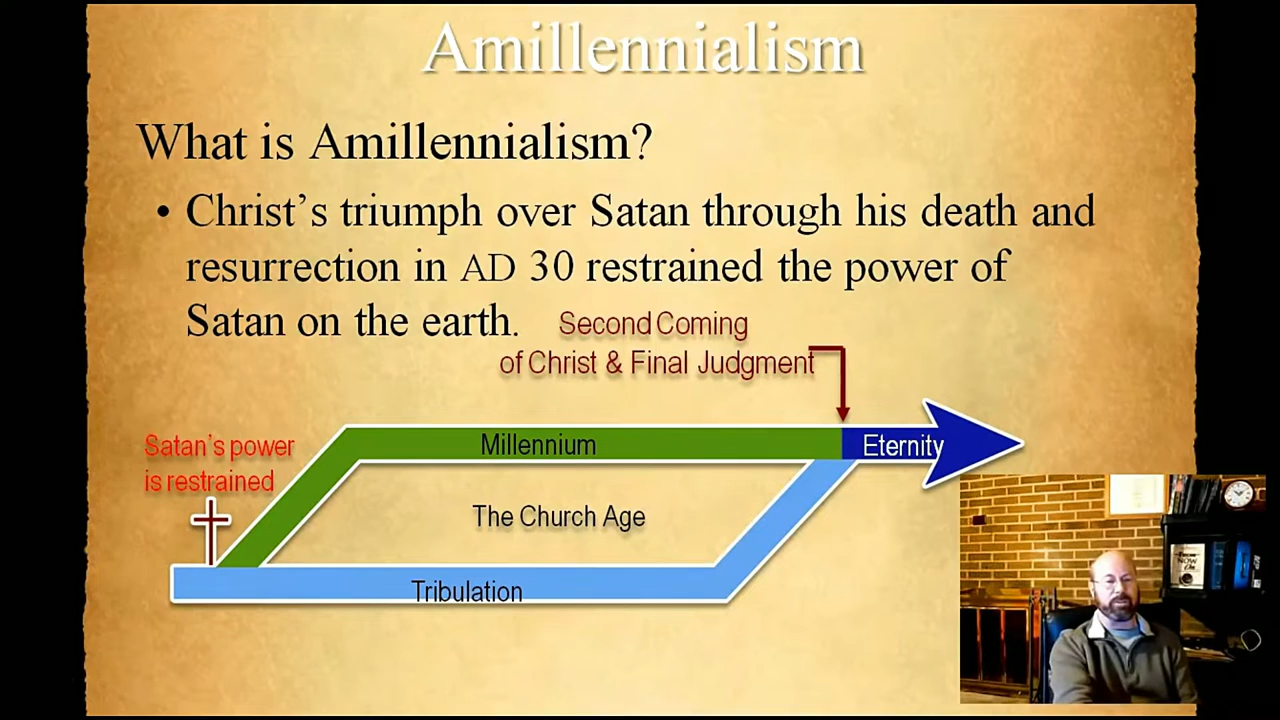 Amillennialism
What is Amillennialism?
• Christ's triumph over Satan through his death and
resurrection in AD 30 restrained the power of
Satan on the earth.
Second Coming
of Christ & Final Judgment
Satan's power
is restrained
Millennium
Eternity
The Church Age
Tribulation